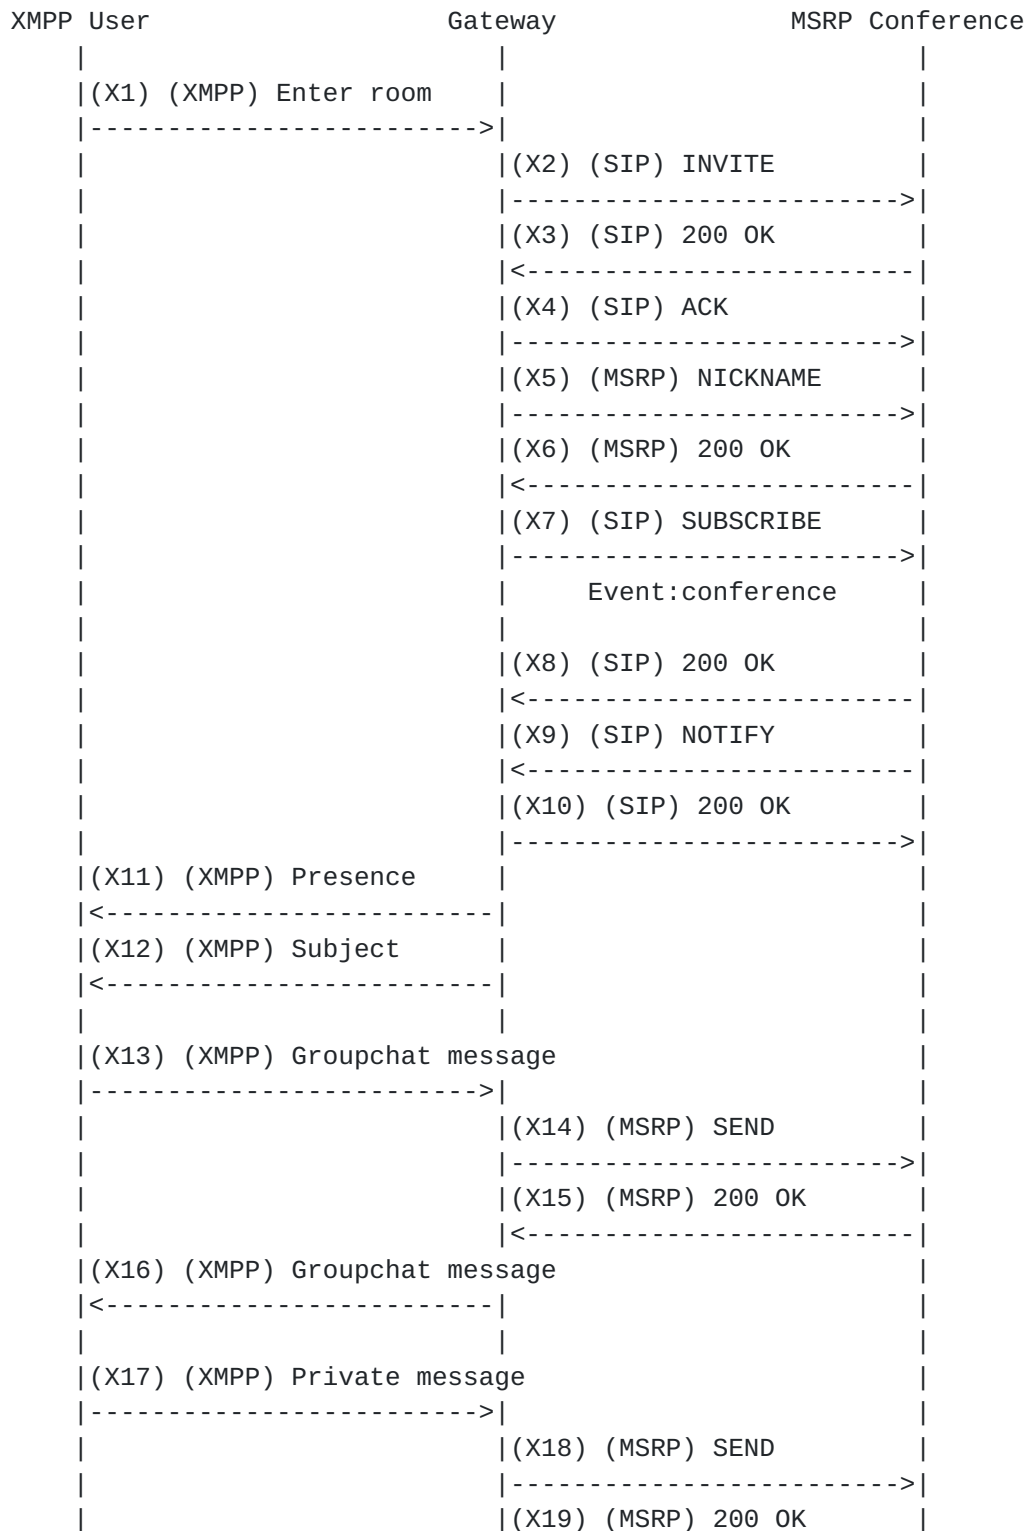 XMPP User                   Gateway               MSRP Conference
    |                          |                          |
    |(X1) (XMPP) Enter room    |                          |
    |------------------------->|                          |
    |                          |(X2) (SIP) INVITE         |
    |                          |------------------------->|
    |                          |(X3) (SIP) 200 OK         |
    |                          |<-------------------------|
    |                          |(X4) (SIP) ACK            |
    |                          |------------------------->|
    |                          |(X5) (MSRP) NICKNAME      |
    |                          |------------------------->|
    |                          |(X6) (MSRP) 200 OK        |
    |                          |<-------------------------|
    |                          |(X7) (SIP) SUBSCRIBE      |
    |                          |------------------------->|
    |                          |     Event:conference     |
    |                          |                          |
    |                          |(X8) (SIP) 200 OK         |
    |                          |<-------------------------|
    |                          |(X9) (SIP) NOTIFY         |
    |                          |<-------------------------|
    |                          |(X10) (SIP) 200 OK        |
    |                          |------------------------->|
    |(X11) (XMPP) Presence     |                          |
    |<-------------------------|                          |
    |(X12) (XMPP) Subject      |                          |
    |<-------------------------|                          |
    |                          |                          |
    |(X13) (XMPP) Groupchat message                       |
    |------------------------->|                          |
    |                          |(X14) (MSRP) SEND         |
    |                          |------------------------->|
    |                          |(X15) (MSRP) 200 OK       |
    |                          |<-------------------------|
    |(X16) (XMPP) Groupchat message                       |
    |<-------------------------|                          |
    |                          |                          |
    |(X17) (XMPP) Private message                         |
    |------------------------->|                          |
    |                          |(X18) (MSRP) SEND         |
    |                          |------------------------->|
    |                          |(X19) (MSRP) 200 OK       |